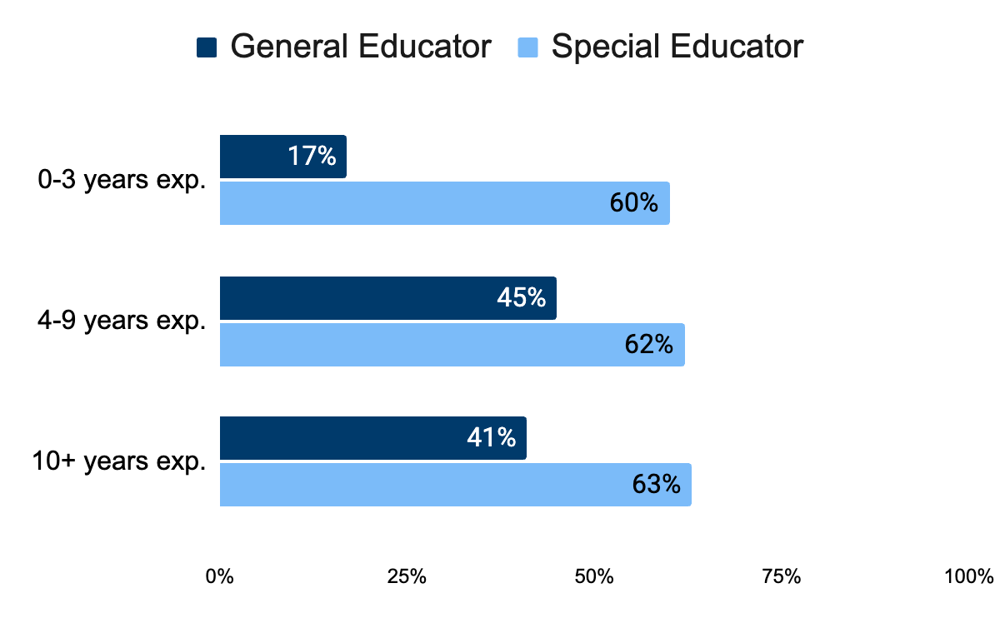 General Educator Special Educator
17%
0-3 years exp.
60%
45%
4-9 years exp.
62%
41%
10+ years exp.
63%
0% 25% 50% 75% 100%